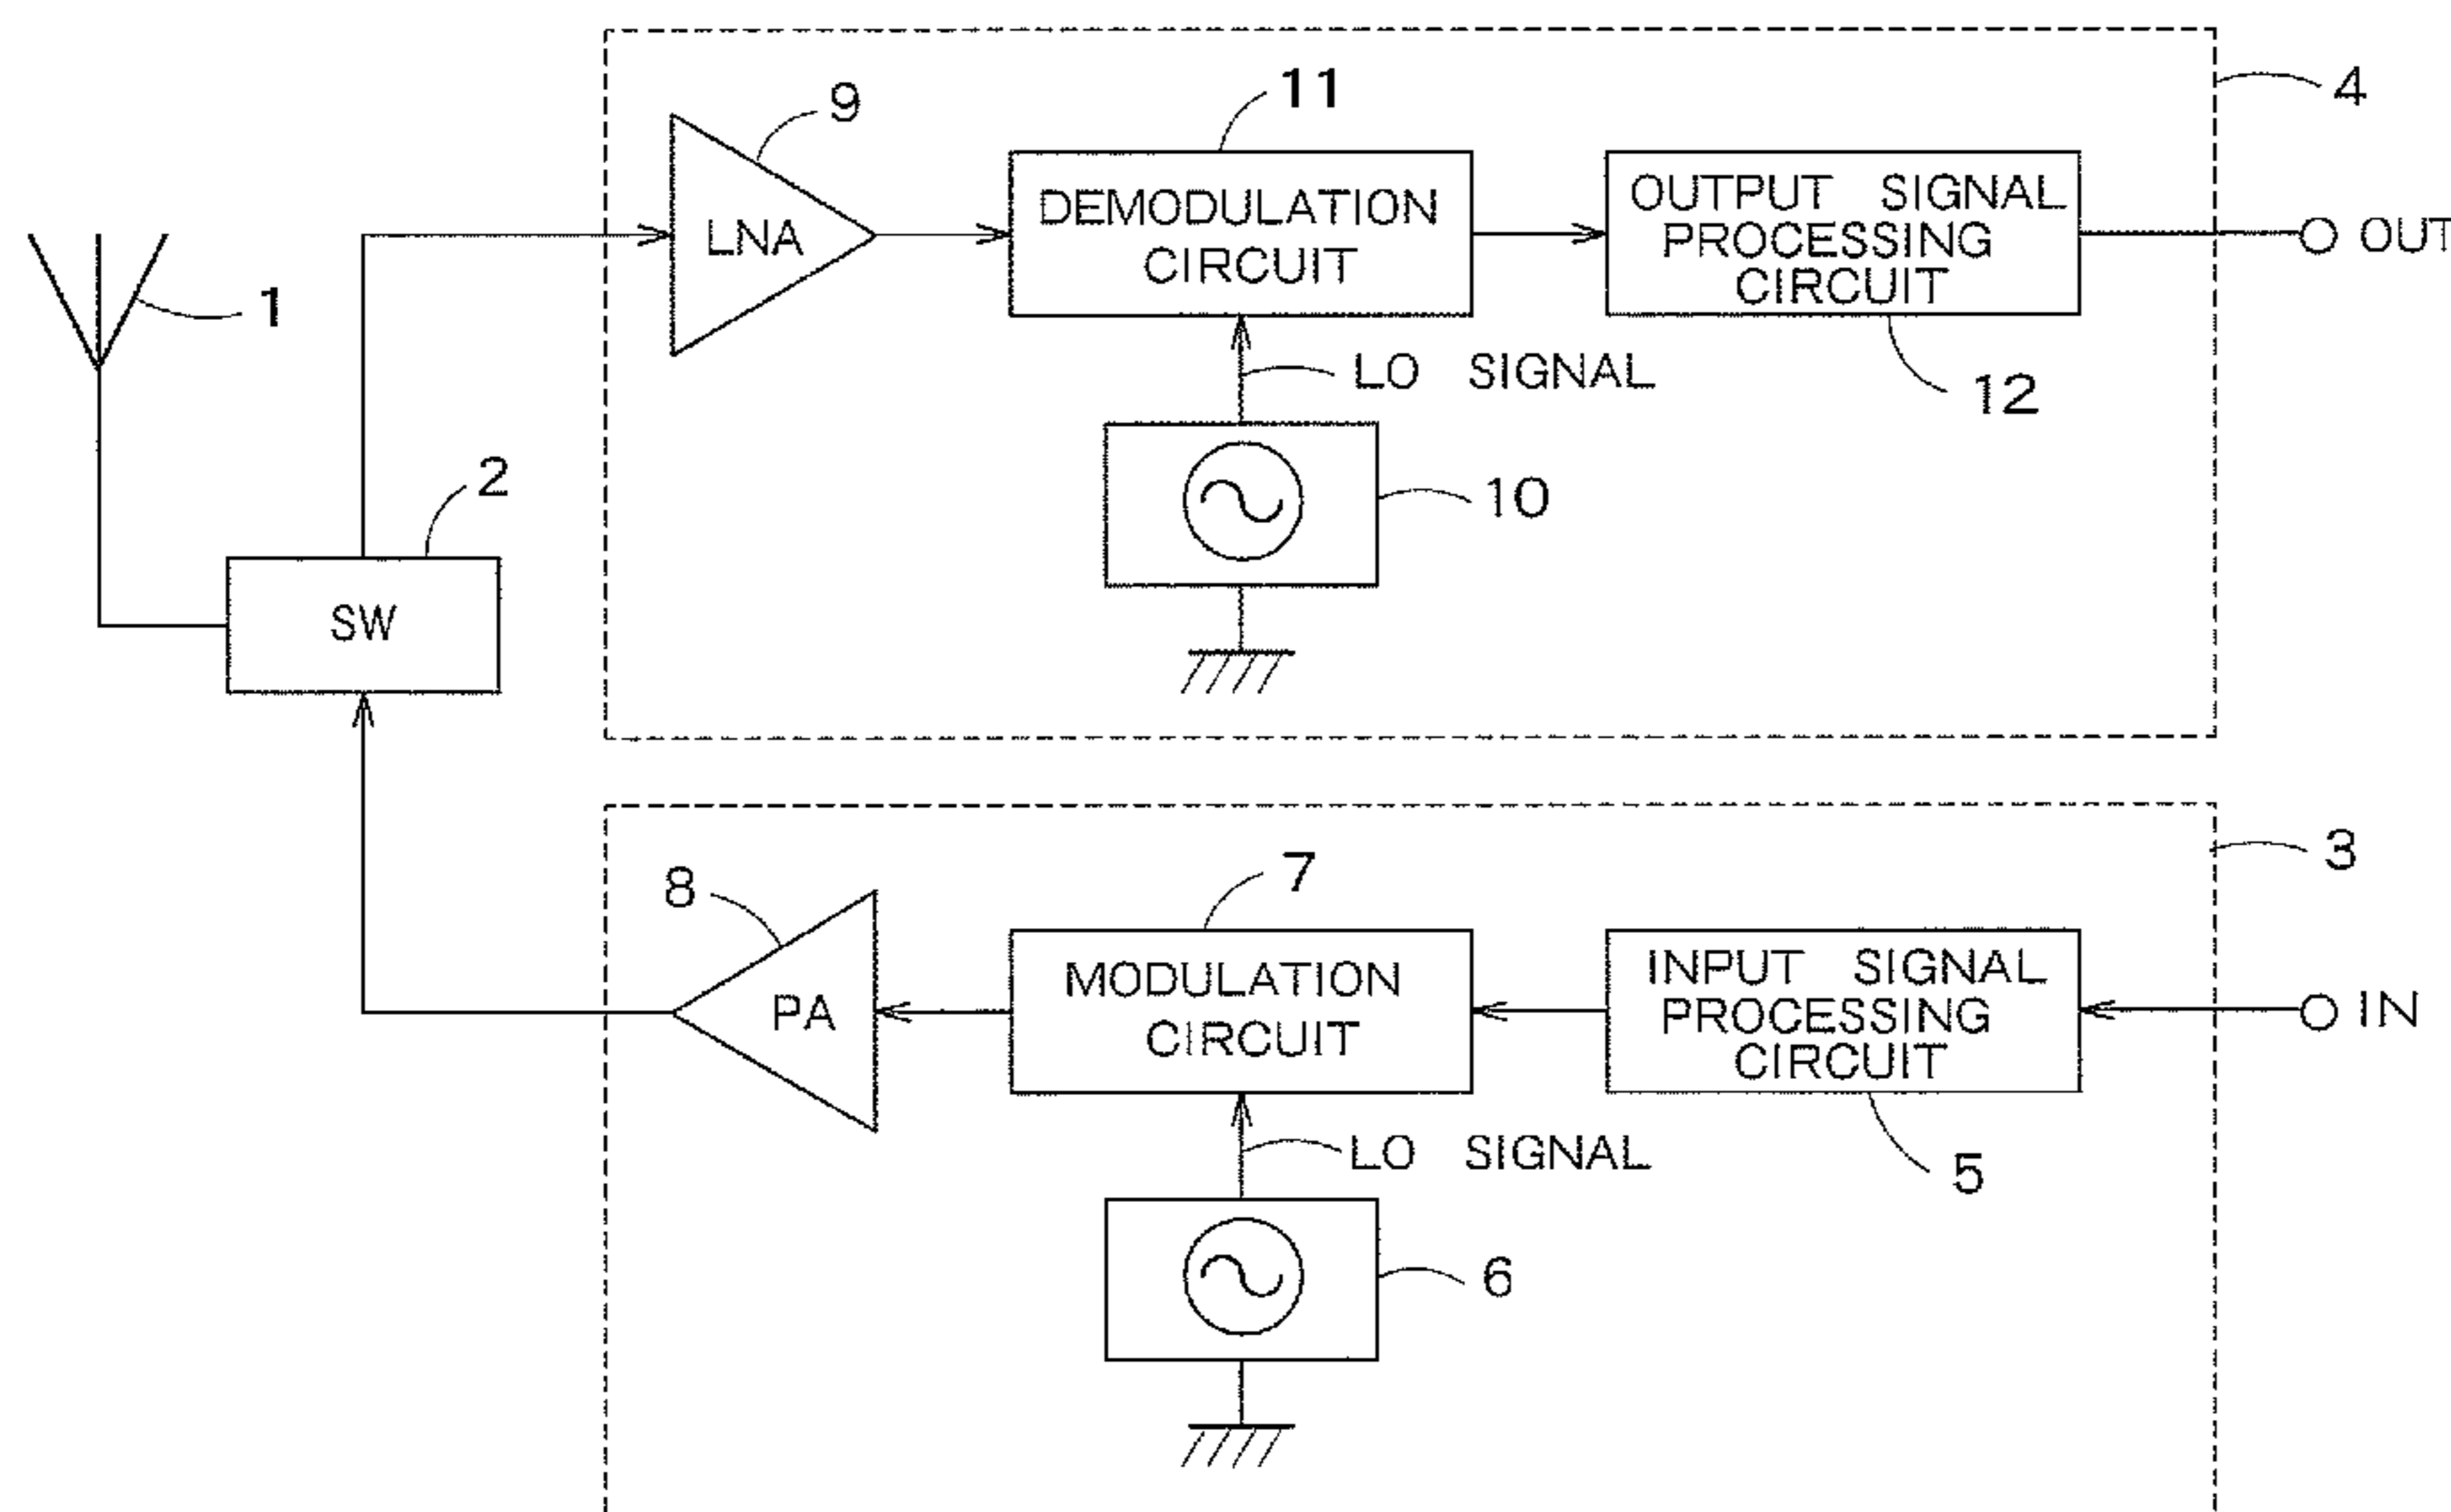 11
4
9
DEMODULATION
CIRCUIT
OUTPUT SIGNAL
PROCESSING
CIRCUIT
LNA
OUT
1
LO SIGNAL
12
2
10
SW
3
7
8
MODULATION
CIRCUIT
INPUT SIGNAL
PROCESSING
CIRCUIT
PA
IN
LO SIGNAL
5
6